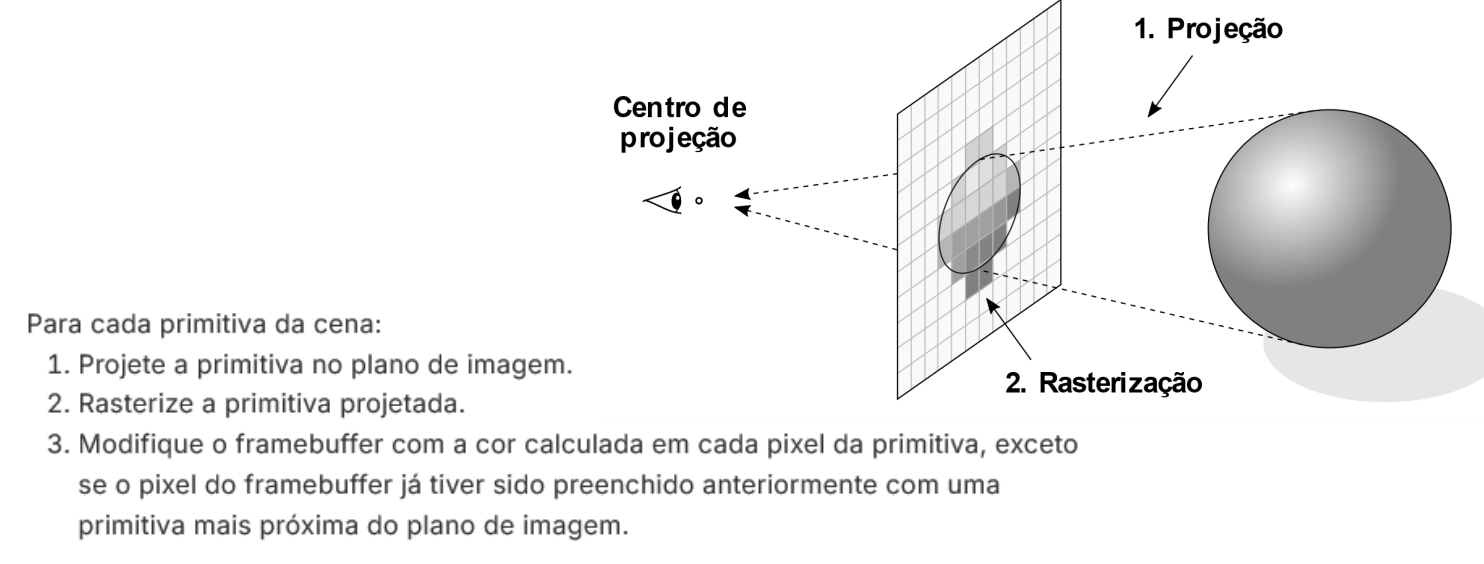 1. Projeção
Centro de
projeção
2. Rasterização
Para cada primitiva da cena:
1. Projete a primitiva no plano de imagem.
2. Rasterize a primitiva projetada.
3. Modifique o framebuffer com a cor calculada em cada pixel da primitiva, exceto
se o pixel do framebuffer já tiver sido preenchido anteriormente com uma
primitiva mais próxima do plano de imagem.